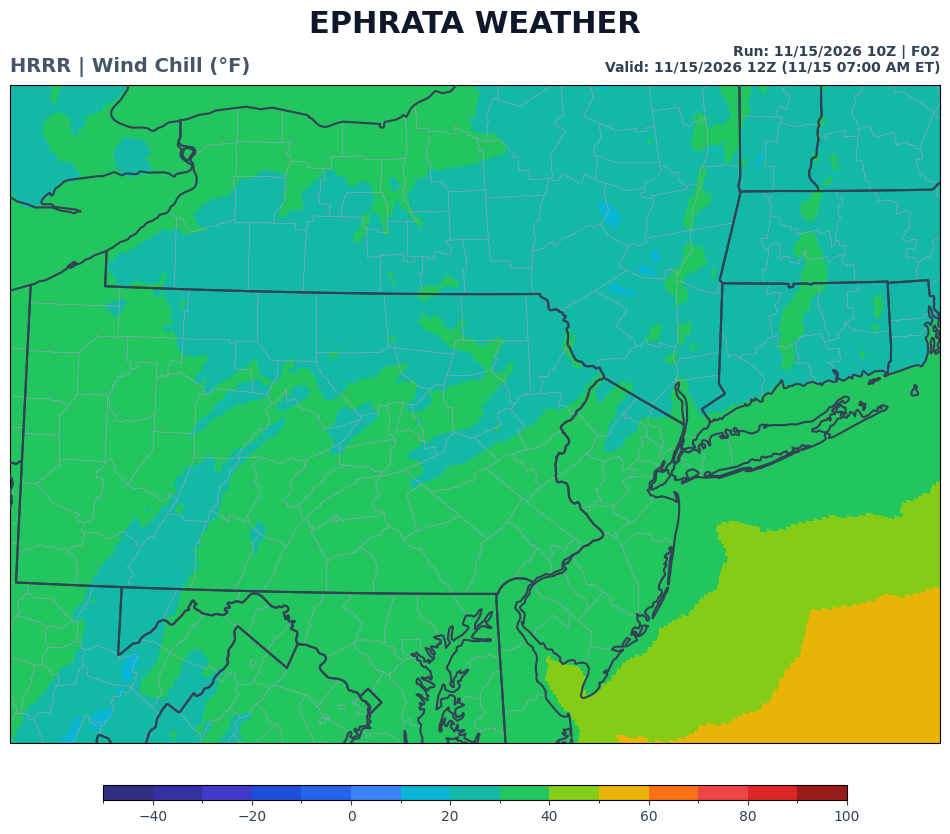 EPHRATA WEATHER
HRRR | Wind Chill (°F)
Run: 11/15/2026 10Z | F02
Valid: 11/15/2026 12Z (11/15 07:00 AM ET)
−40 −20 0 20 40 60 80 100